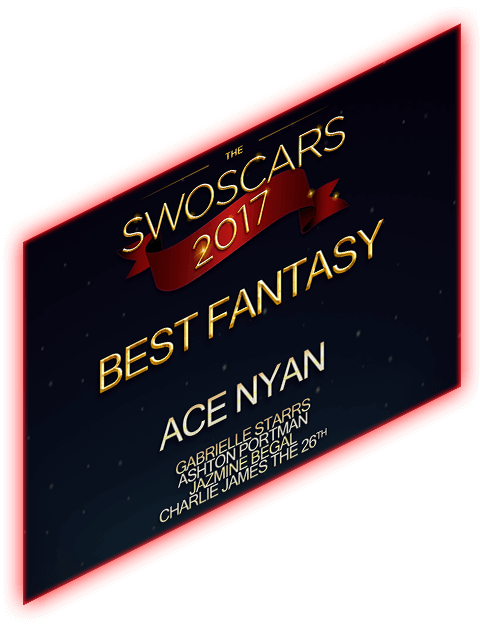 THE
SWOSCARS
2017
BEST FANTASY
ACE NYAN
GABRIELLE STARRS
ASHTON PORTMAN
JAZMINE BEGAL
CHARLIE JAMES THE 26TH